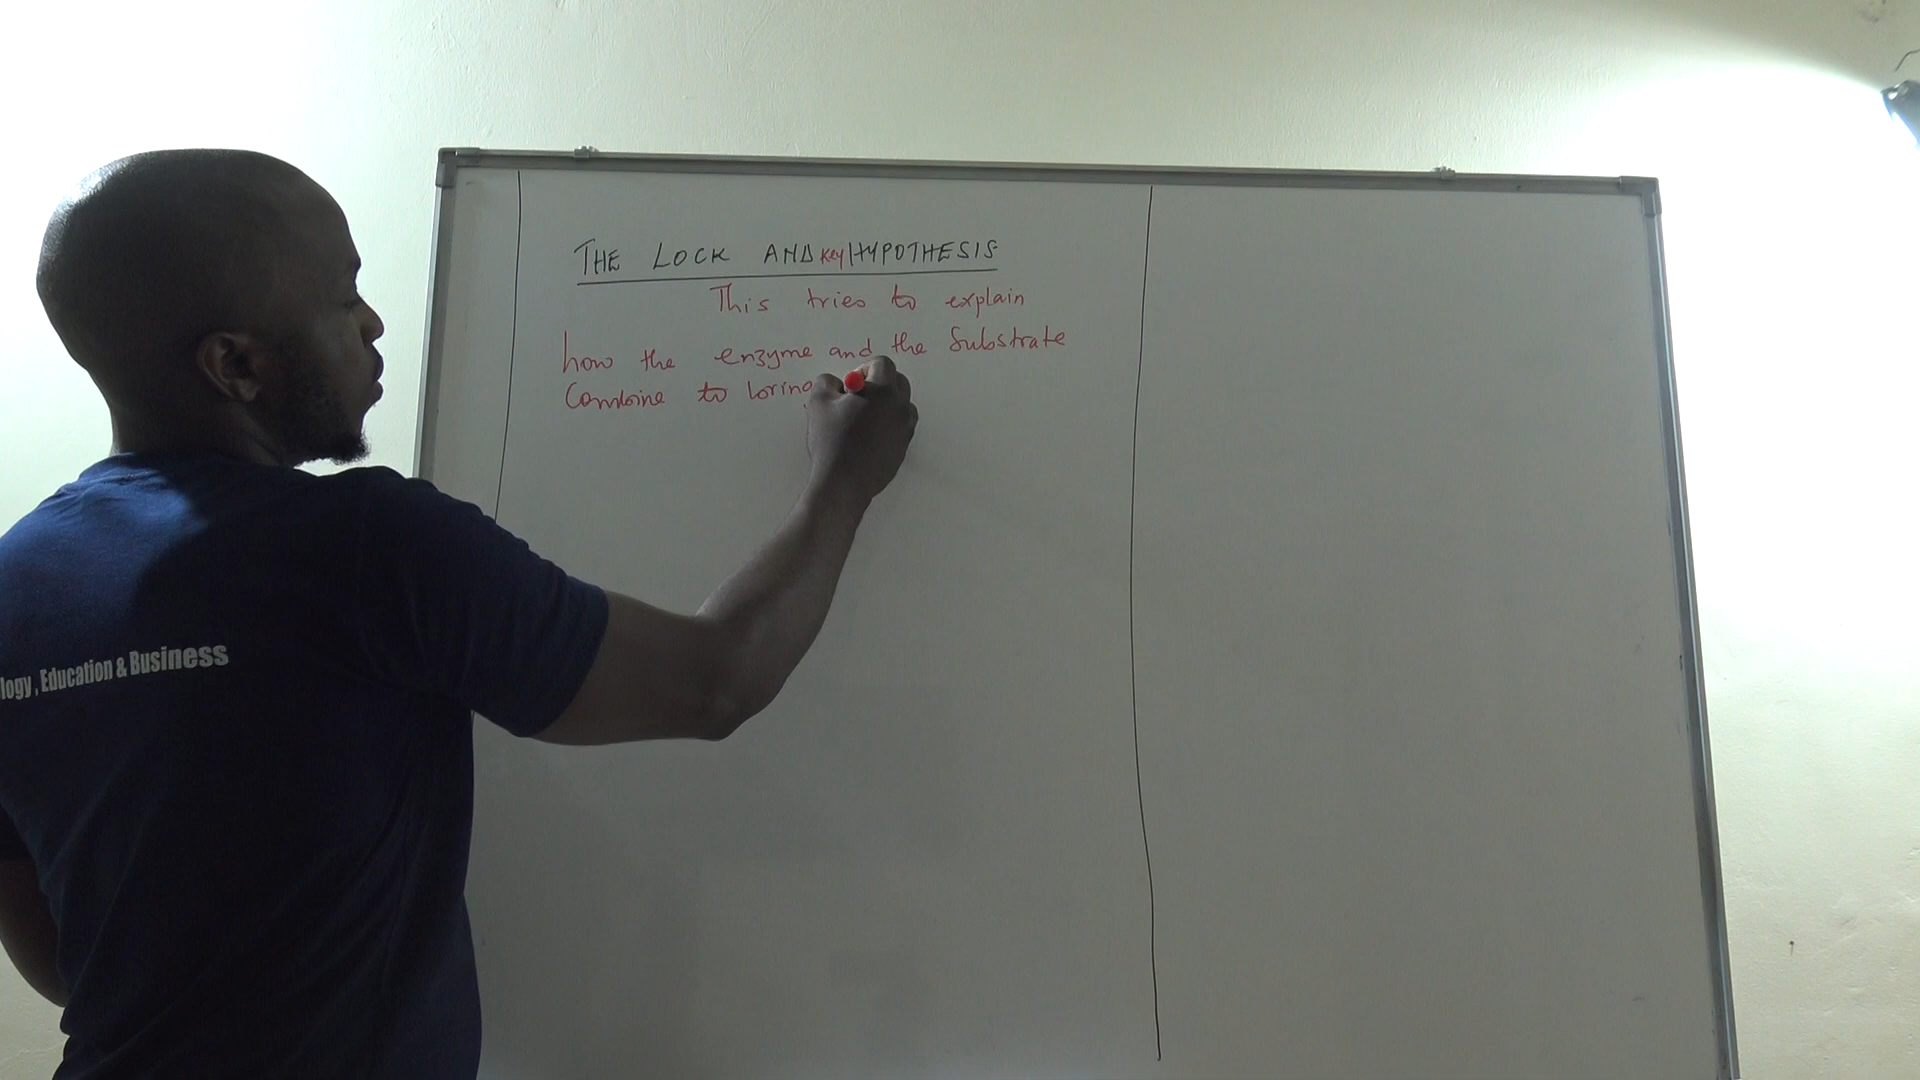 THE LOCK AND Key HYPOTHESIS
This tries to explain
how the enzyme and the Substrate
Combine to bring
logy, Education & Business